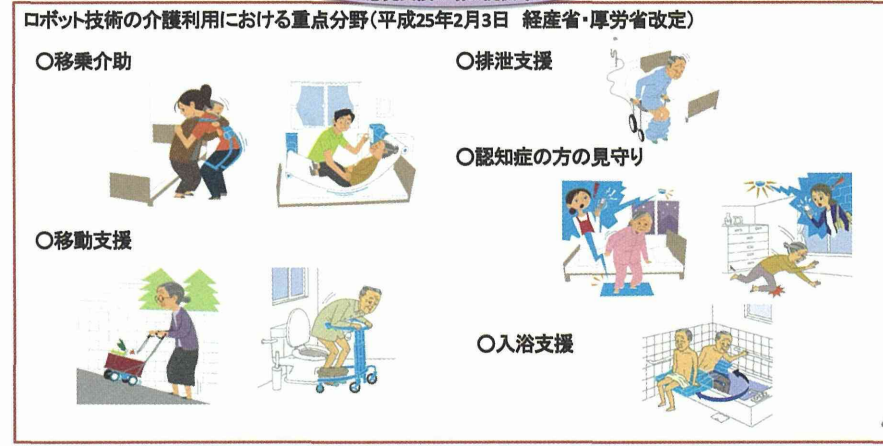 ロボット技術の介護利用における重点分野(平成25年2月3日 経産省・厚労省改定)
○移乗介助
○排泄支援
○認知症の方の見守り
○移動支援
○入浴支援